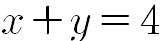 x + y = 4